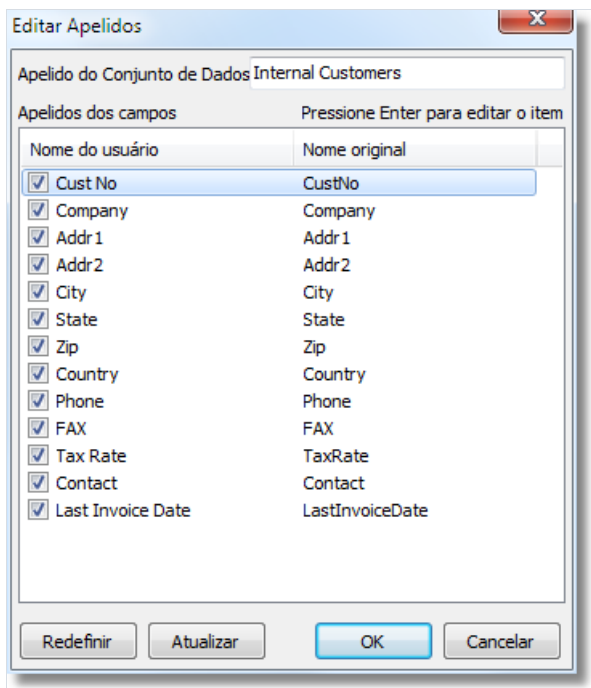 Editar Apelidos
Apelido do Conjunto de Dados Internal Customers
Apelidos dos campos Pressione Enter para editar o item
Nome do usuário Nome original
Cust No CustNo
Company Company
Addr1 Addr1
Addr2 Addr2
City City
State State
Zip Zip
Country Country
Phone Phone
FAX FAX
Tax Rate TaxRate
Contact Contact
Last Invoice Date LastInvoiceDate
Redefinir Atualizar OK Cancelar